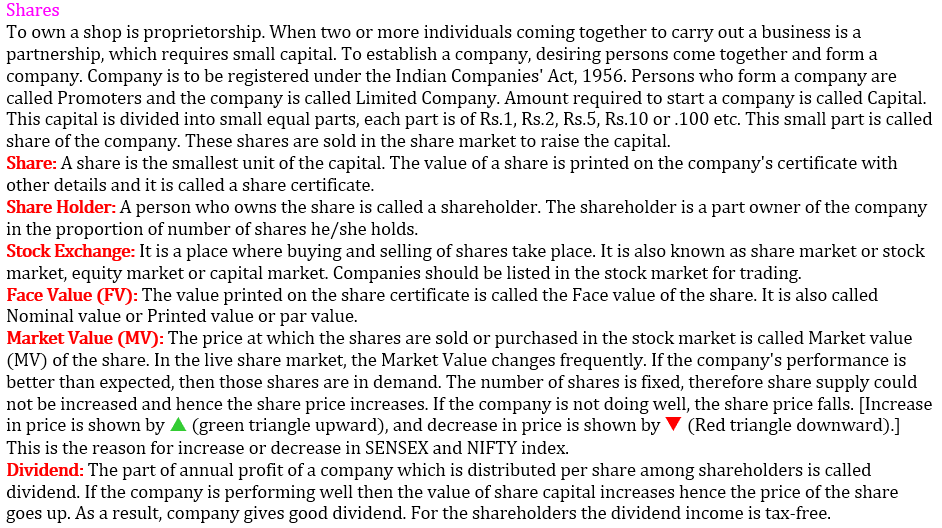 Shares
To own a shop is proprietorship. When two or more individuals coming together to carry out a business is a
partnership, which requires small capital. To establish a company, desiring persons come together and form a
company. Company is to be registered under the Indian Companies' Act, 1956. Persons who form a company are
called Promoters and the company is called Limited Company. Amount required to start a company is called Capital.
This capital is divided into small equal parts, each part is of Rs.1, Rs.2, Rs.5, Rs.10 or .100 etc. This small part is called
share of the company. These shares are sold in the share market to raise the capital.
Share: A share is the smallest unit of the capital. The value of a share is printed on the company's certificate with
other details and it is called a share certificate.
Share Holder: A person who owns the share is called a shareholder. The shareholder is a part owner of the company
in the proportion of number of shares he/she holds.
Stock Exchange: It is a place where buying and selling of shares take place. It is also known as share market or stock
market, equity market or capital market. Companies should be listed in the stock market for trading.
Face Value (FV): The value printed on the share certificate is called the Face value of the share. It is also called
Nominal value or Printed value or par value.
Market Value (MV): The price at which the shares are sold or purchased in the stock market is called Market value
(MV) of the share. In the live share market, the Market Value changes frequently. If the company's performance is
better than expected, then those shares are in demand. The number of shares is fixed, therefore share supply could
not be increased and hence the share price increases. If the company is not doing well, the share price falls. [Increase
in price is shown by ▲ (green triangle upward), and decrease in price is shown by ▼ (Red triangle downward).]
This is the reason for increase or decrease in SENSEX and NIFTY index.
Dividend: The part of annual profit of a company which is distributed per share among shareholders is called
dividend. If the company is performing well then the value of share capital increases hence the price of the share
goes up. As a result, company gives good dividend. For the shareholders the dividend income is tax-free.